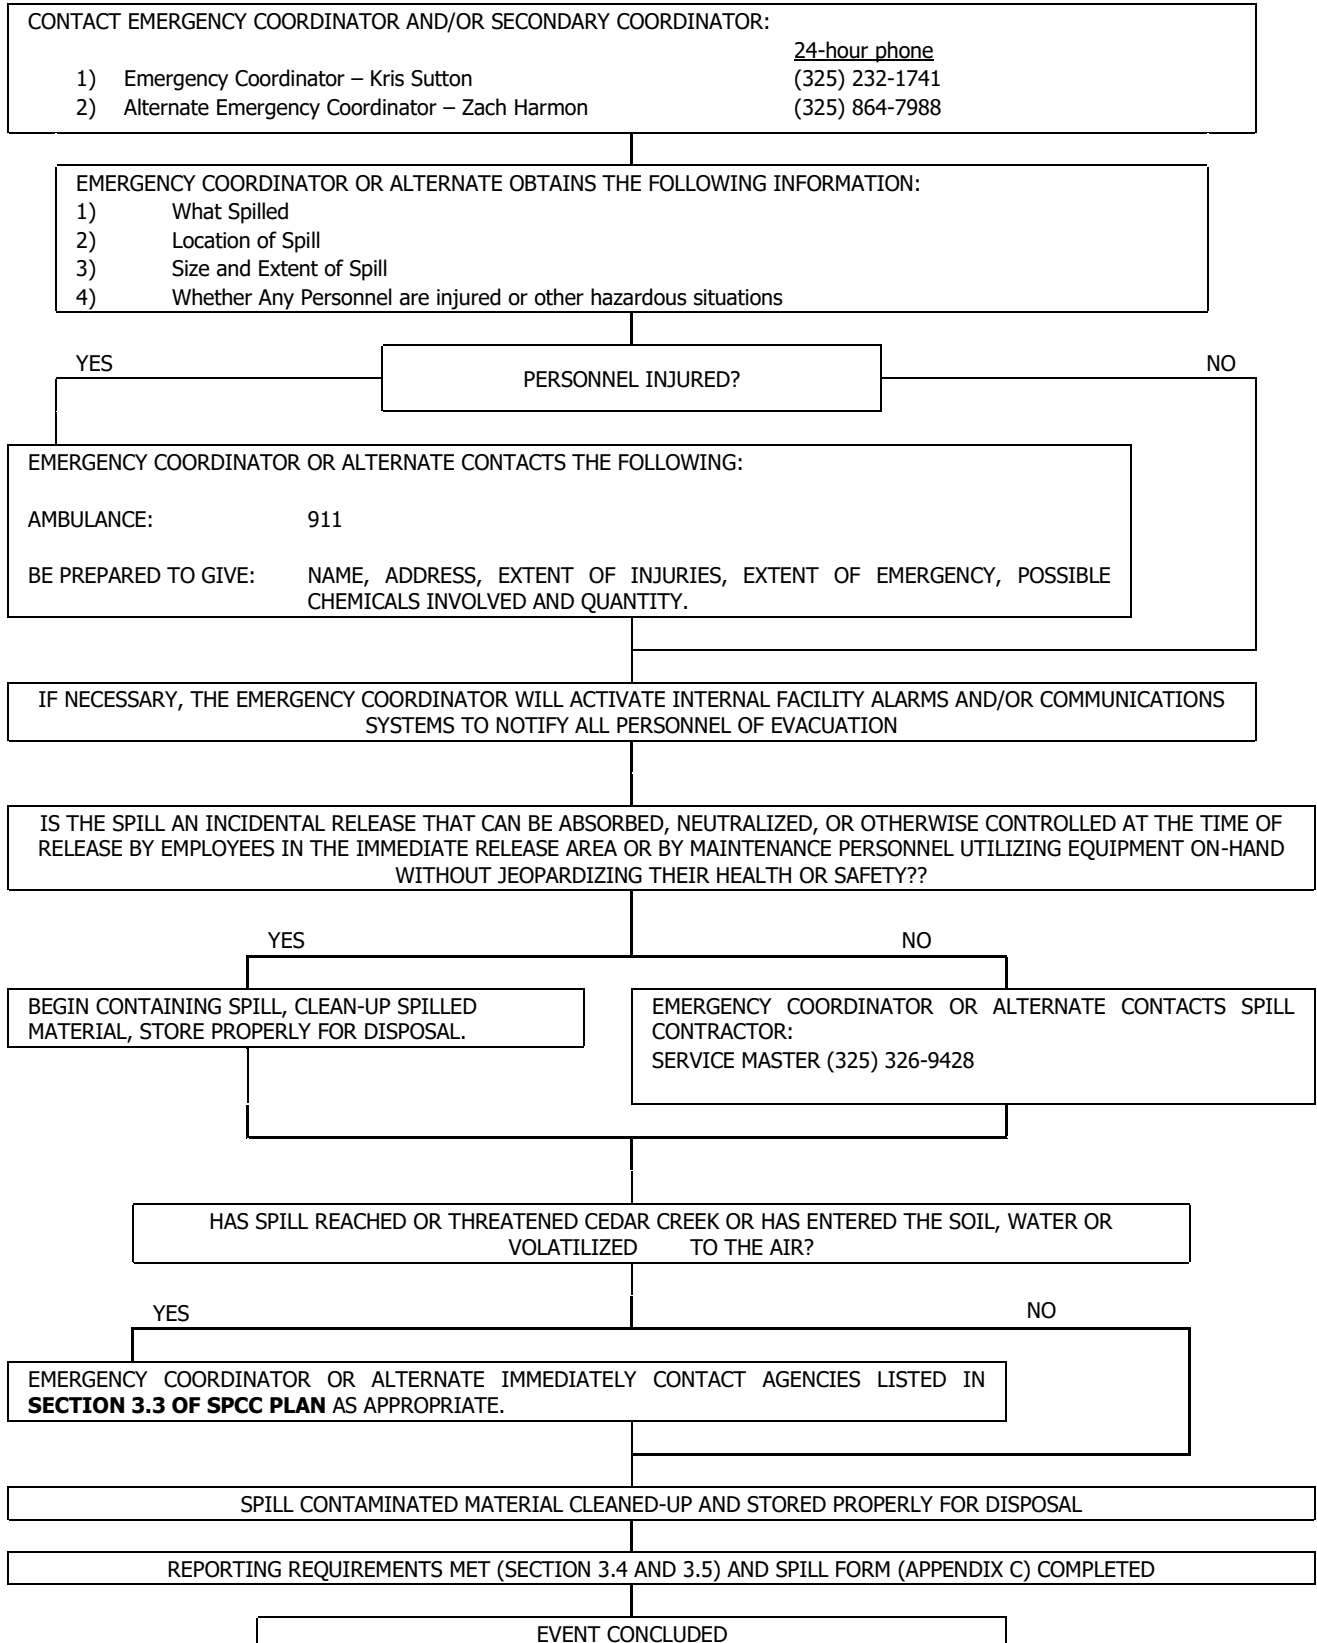 CONTACT EMERGENCY COORDINATOR AND/OR SECONDARY COORDINATOR:
24-hour phone
1) Emergency Coordinator – Kris Sutton (325) 232-1741
2) Alternate Emergency Coordinator – Zach Harmon (325) 864-7988
EMERGENCY COORDINATOR OR ALTERNATE OBTAINS THE FOLLOWING INFORMATION:
1) What Spilled
2) Location of Spill
3) Size and Extent of Spill
4) Whether Any Personnel are injured or other hazardous situations
YES
PERSONNEL INJURED?
NO
EMERGENCY COORDINATOR OR ALTERNATE CONTACTS THE FOLLOWING:
AMBULANCE: 911
BE PREPARED TO GIVE: NAME, ADDRESS, EXTENT OF INJURIES, EXTENT OF EMERGENCY, POSSIBLE
CHEMICALS INVOLVED AND QUANTITY.
IF NECESSARY, THE EMERGENCY COORDINATOR WILL ACTIVATE INTERNAL FACILITY ALARMS AND/OR COMMUNICATIONS
SYSTEMS TO NOTIFY ALL PERSONNEL OF EVACUATION
IS THE SPILL AN INCIDENTAL RELEASE THAT CAN BE ABSORBED, NEUTRALIZED, OR OTHERWISE CONTROLLED AT THE TIME OF
RELEASE BY EMPLOYEES IN THE IMMEDIATE RELEASE AREA OR BY MAINTENANCE PERSONNEL UTILIZING EQUIPMENT ON-HAND
WITHOUT JEOPARDIZING THEIR HEALTH OR SAFETY??
YES
NO
BEGIN CONTAINING SPILL, CLEAN-UP SPILLED
MATERIAL, STORE PROPERLY FOR DISPOSAL.
EMERGENCY COORDINATOR OR ALTERNATE CONTACTS SPILL
CONTRACTOR:
SERVICE MASTER (325) 326-9428
HAS SPILL REACHED OR THREATENED CEDAR CREEK OR HAS ENTERED THE SOIL, WATER OR
VOLATILIZED TO THE AIR?
YES
NO
EMERGENCY COORDINATOR OR ALTERNATE IMMEDIATELY CONTACT AGENCIES LISTED IN
SECTION 3.3 OF SPCC PLAN AS APPROPRIATE.
SPILL CONTAMINATED MATERIAL CLEANED-UP AND STORED PROPERLY FOR DISPOSAL
REPORTING REQUIREMENTS MET (SECTION 3.4 AND 3.5) AND SPILL FORM (APPENDIX C) COMPLETED
EVENT CONCLUDED